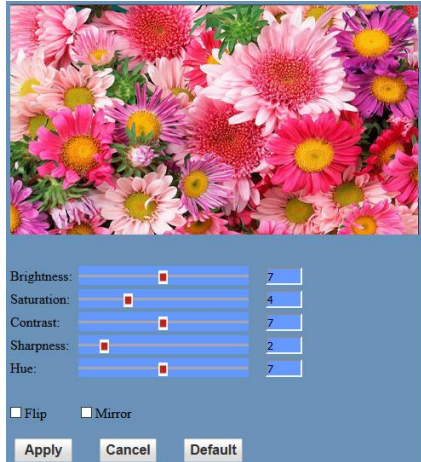 Brightness: 7
Saturation: 4
Contrast: 7
Sharpness: 2
Hue: 7
Flip Mirror
Apply Cancel Default